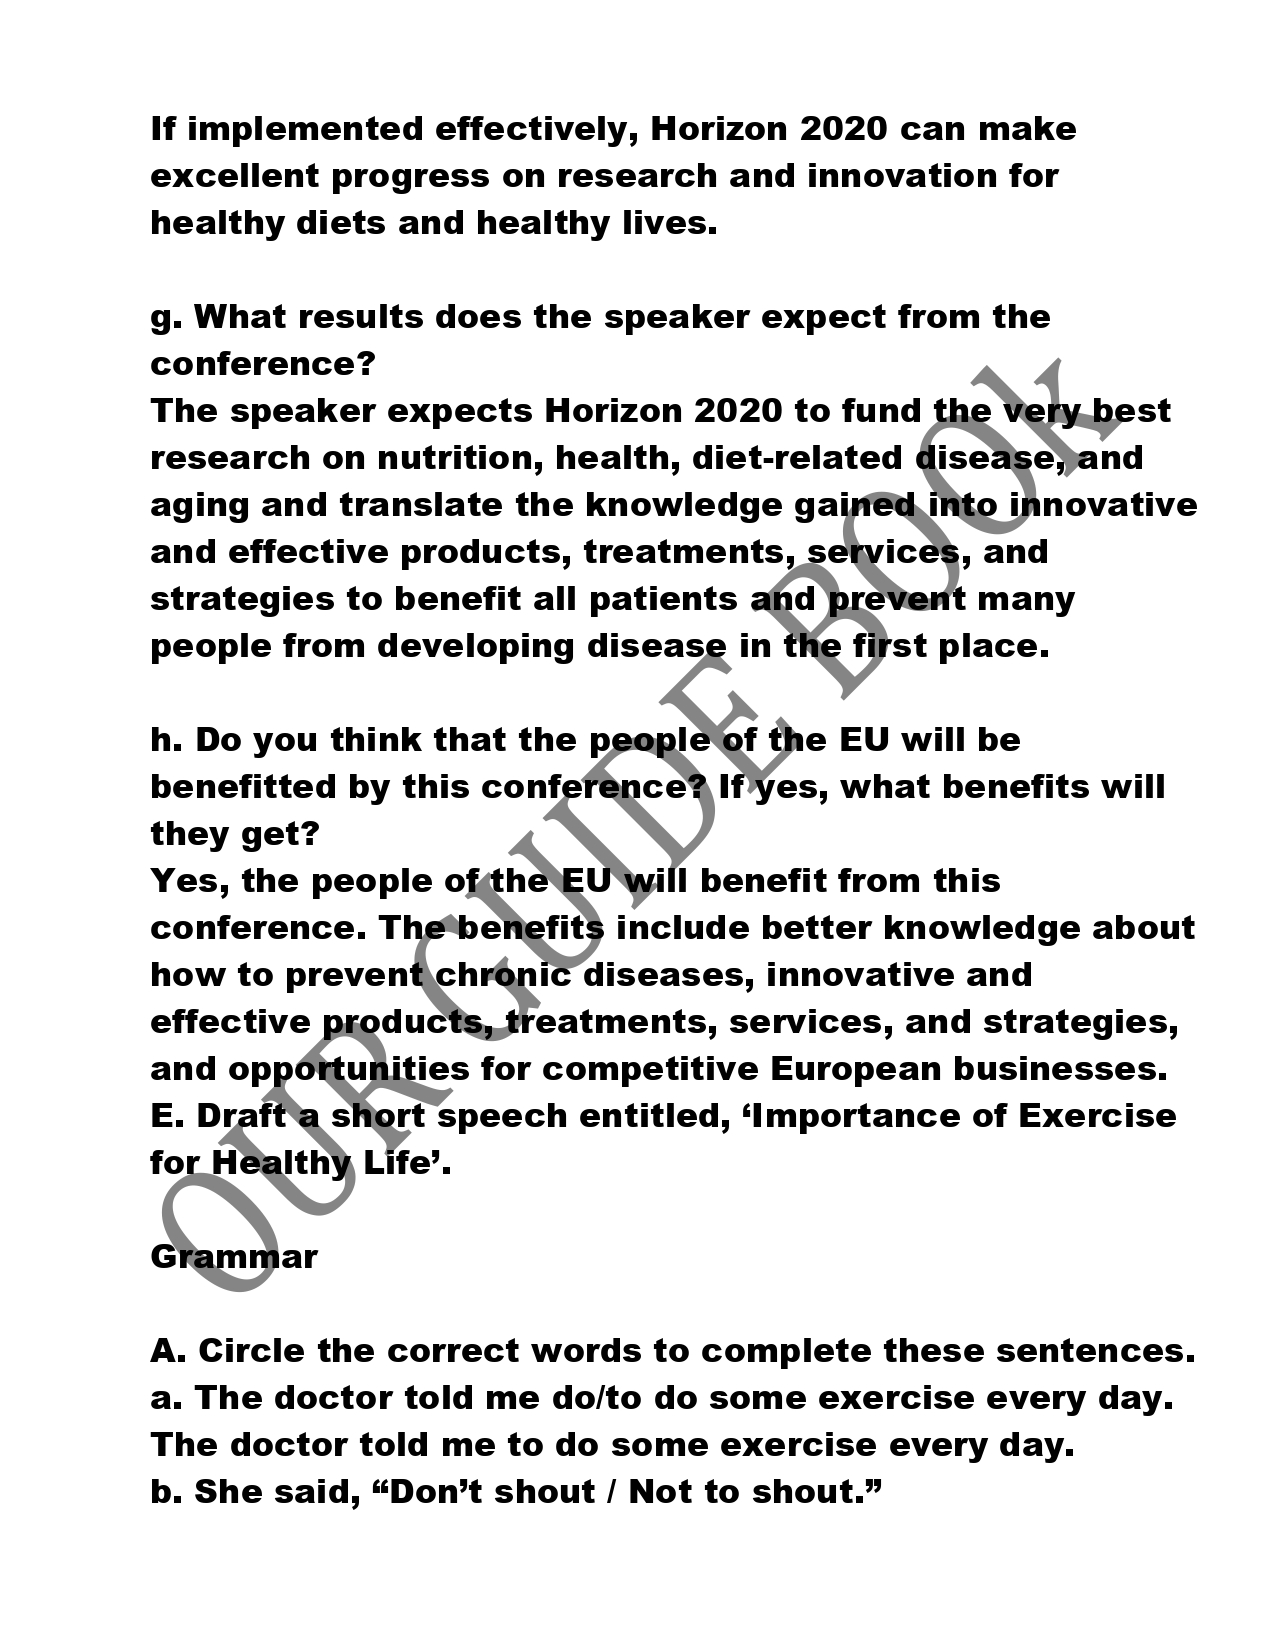 If implemented effectively, Horizon 2020 can make
excellent progress on research and innovation for
healthy diets and healthy lives.
g. What results does the speaker expect from the
conference?
The speaker expects Horizon 2020 to fund the very best
research on nutrition, health, diet-related disease, and
aging and translate the knowledge gained into innovative
and effective products, treatments, services, and
strategies to benefit all patients and prevent many
people from developing disease in the first place.
h. Do you think that the people of the EU will be
benefitted by this conference? If yes, what benefits will
they get?
Yes, the people of the EU will benefit from this
conference. The benefits include better knowledge about
how to prevent chronic diseases, innovative and
effective products, treatments, services, and strategies,
and opportunities for competitive European businesses.
E. Draft a short speech entitled, ‘Importance of Exercise
for Healthy Life’.
Grammar
A. Circle the correct words to complete these sentences.
a. The doctor told me do/to do some exercise every day.
The doctor told me to do some exercise every day.
b. She said, “Don’t shout / Not to shout.”
OUR GUIDE BOOk